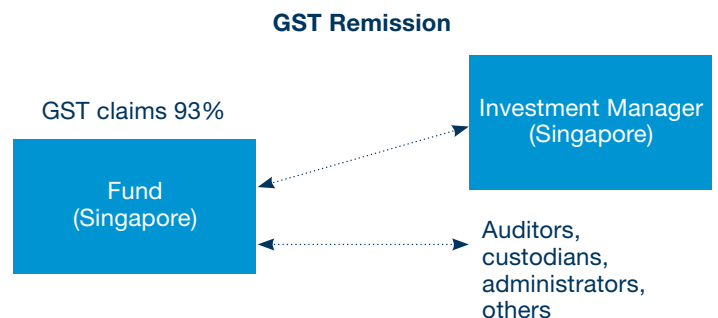 GST Remission
GST claims 93%
Fund
(Singapore)
Investment Manager
(Singapore)
Auditors,
custodians,
administrators,
others